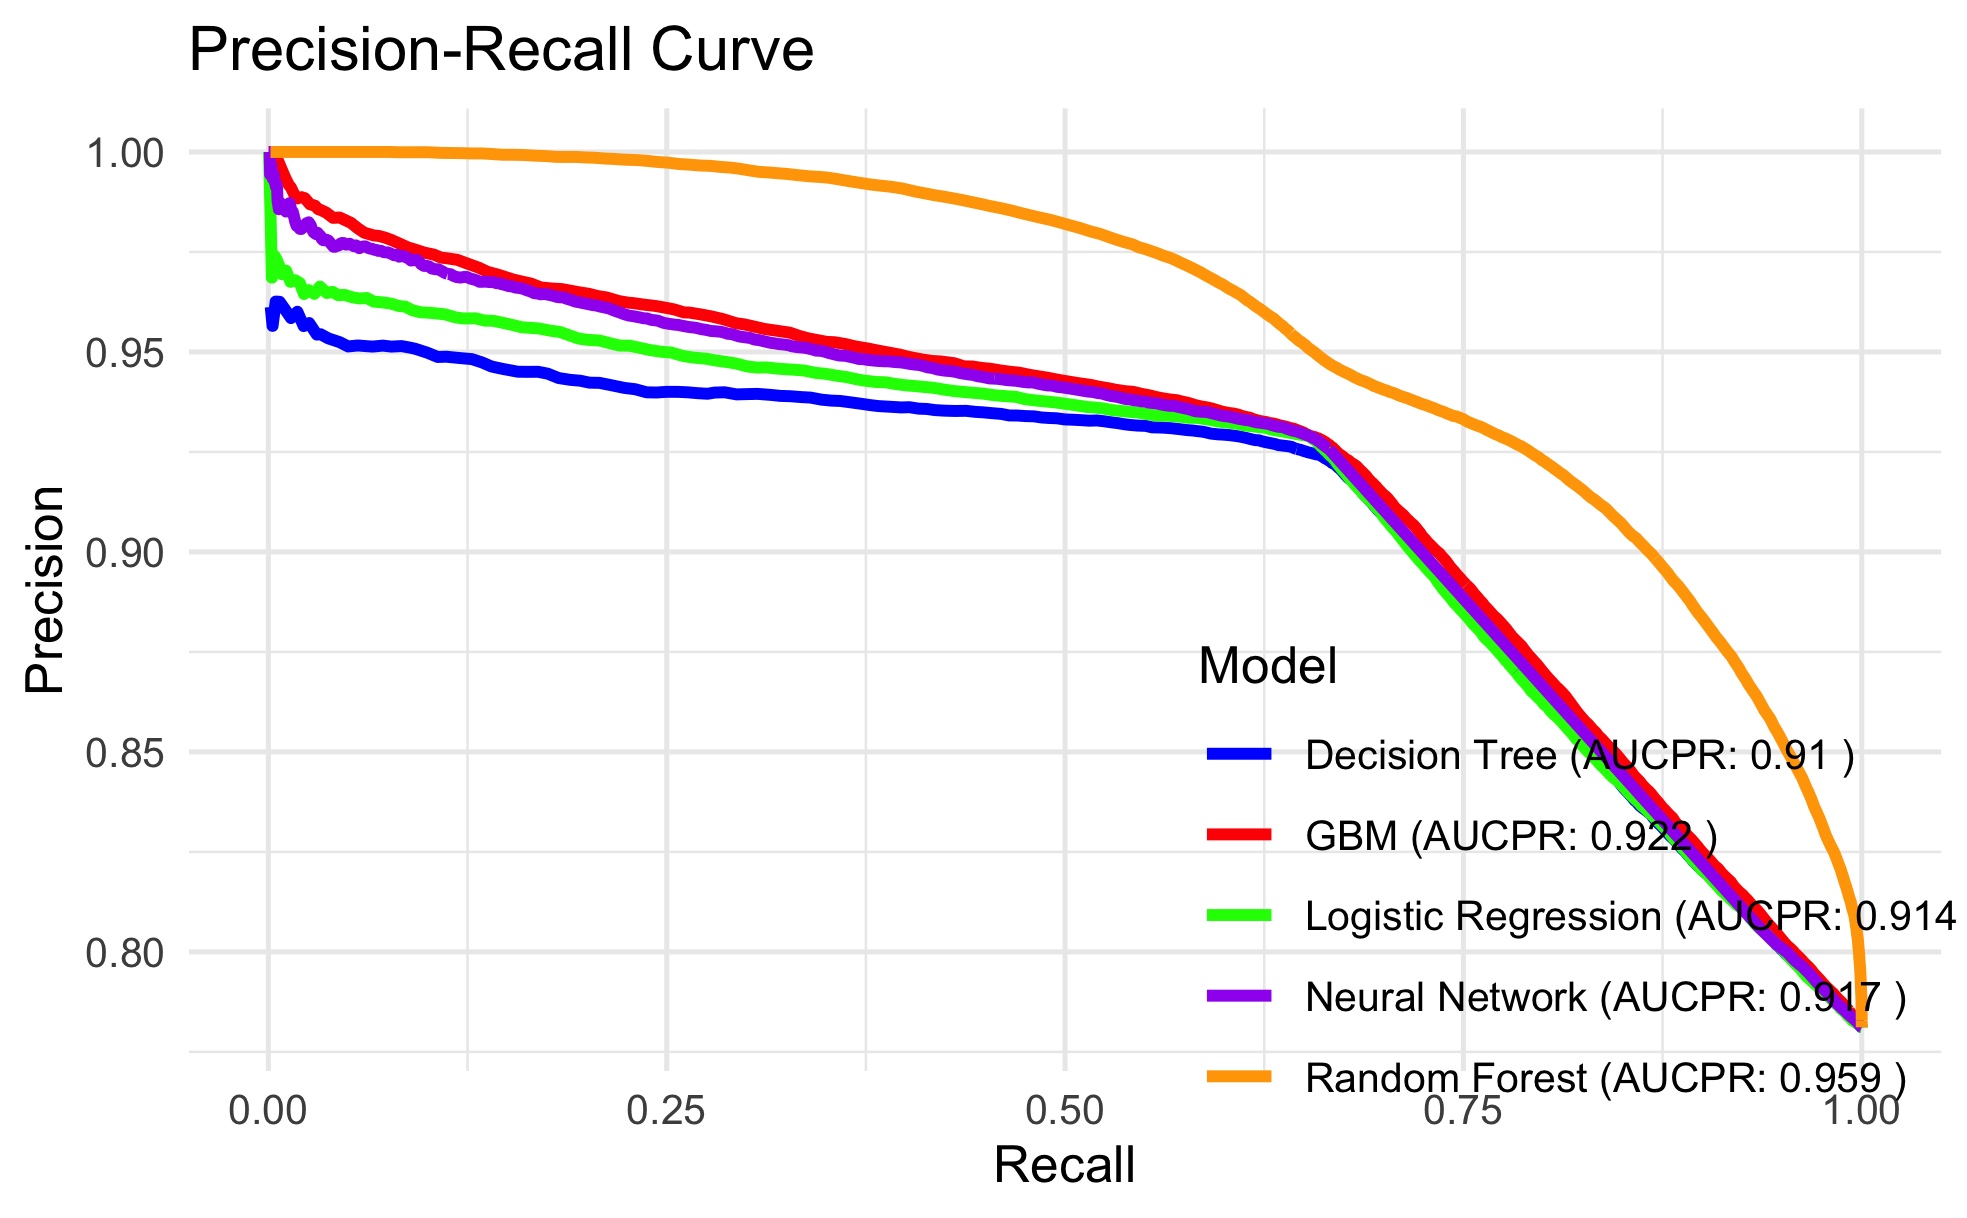 Precision-Recall Curve
1.00
0.95
0.90
0.85
0.80
Precision
Model
Decision Tree (AUCPR: 0.91 )
GBM (AUCPR: 0.922 )
Logistic Regression (AUCPR: 0.914
Neural Network (AUCPR: 0.917 )
Random Forest (AUCPR: 0.959 )
0.00 0.25 0.50 0.75 1.00
Recall